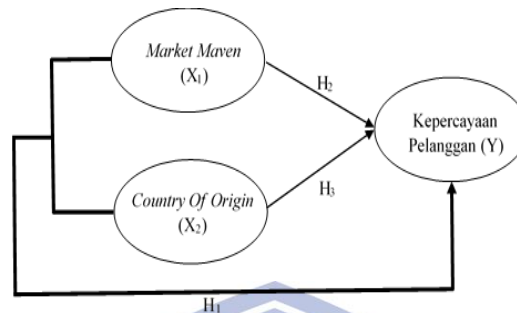 Market Maven
(X₁)
H₂
Kepercayaan
Pelanggan (Y)
H₃
Country Of Origin
(X₂)
H₁